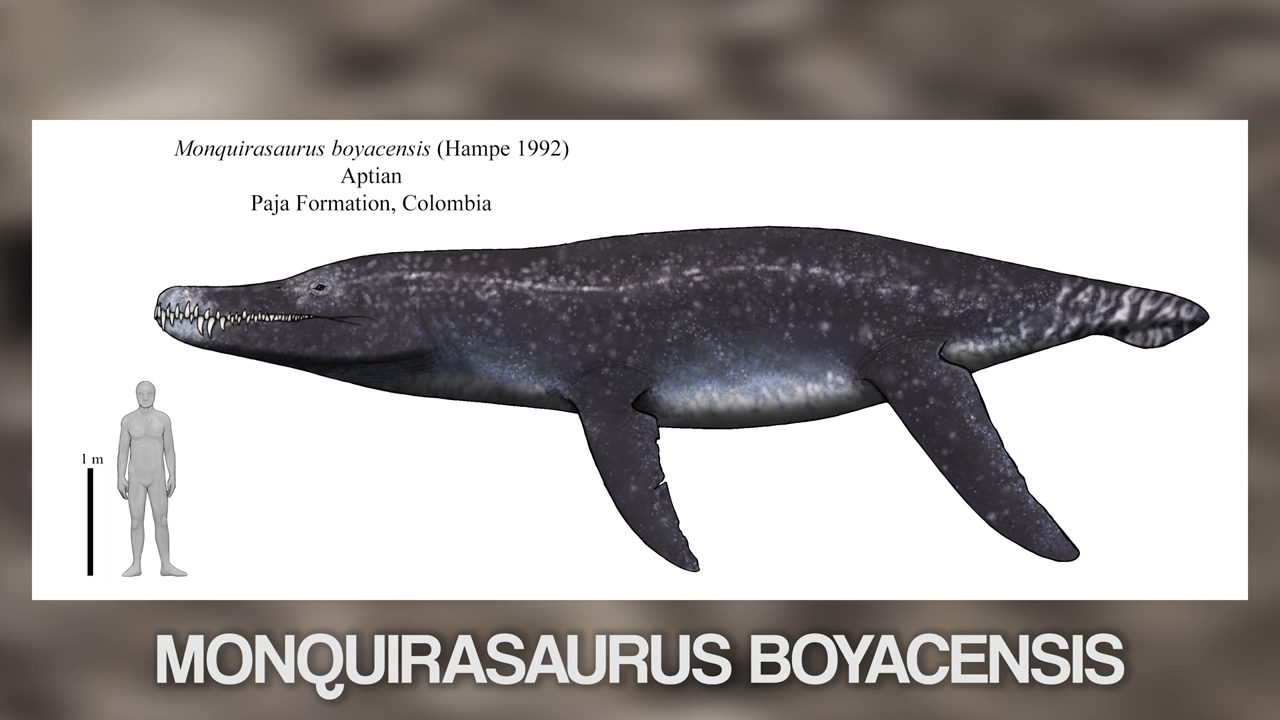 Monquirasaurus boyacensis (Hampe 1992)
Aptian
Paja Formation, Colombia
1 m
MONQUIRASAURUS BOYACENSIS